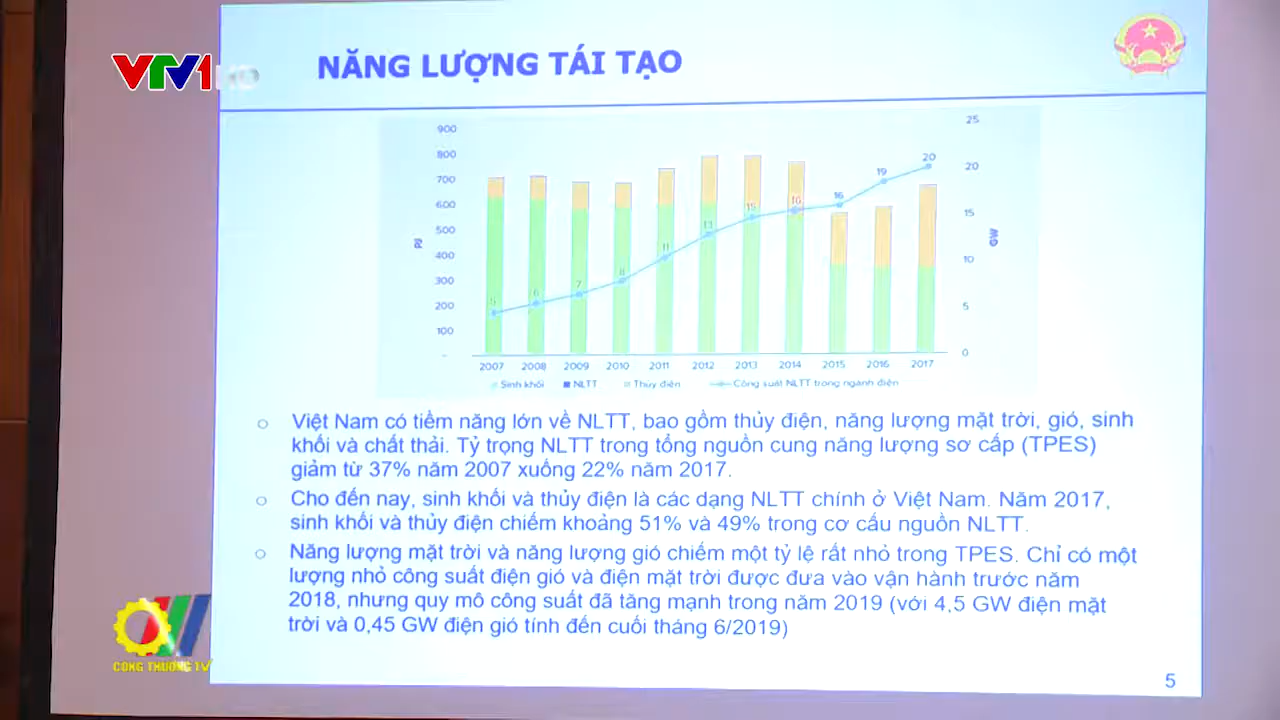 VTV1 HD
NĂNG LƯỢNG TÁI TẠO
900
800
700
600
500
400
300
200
100
-
PJ
25
20
15
10
5
0
GW
5
6
7
8
11
13
15
16
16
19
20
2007 2008 2009 2010 2011 2012 2013 2014 2015 2016 2017
Sinh khối NLTT Thủy điện Công suất NLTT trong ngành điện
o Việt Nam có tiềm năng lớn về NLTT, bao gồm thủy điện, năng lượng mặt trời, gió, sinh
khối và chất thải. Tỷ trọng NLTT trong tổng nguồn cung năng lượng sơ cấp (TPES)
giảm từ 37% năm 2007 xuống 22% năm 2017.
o Cho đến nay, sinh khối và thủy điện là các dạng NLTT chính ở Việt Nam. Năm 2017,
sinh khối và thủy điện chiếm khoảng 51% và 49% trong cơ cấu nguồn NLTT.
o Năng lượng mặt trời và năng lượng gió chiếm một tỷ lệ rất nhỏ trong TPES. Chỉ có một
lượng nhỏ công suất điện gió và điện mặt trời được đưa vào vận hành trước năm
2018, nhưng quy mô công suất đã tăng mạnh trong năm 2019 (với 4,5 GW điện mặt
trời và 0,45 GW điện gió tính đến cuối tháng 6/2019)
CÔNG THƯƠNG TV
5